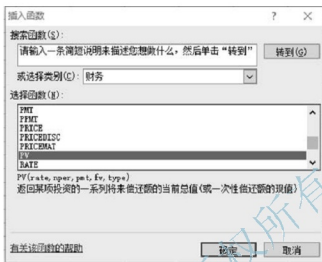 插入函数 ? ×
搜索函数(S):
请输入一条简短说明来描述您想做什么，然后单击“转到” 转到(G)
或选择类别(C): 财务
选择函数(N):
PMT
PPMT
PRICE
PRICEDISC
PRICEMAT
PV
RATE
PV(rate,nper,pmt,fv,type)
返回某项投资的一系列将来偿还额的当前总值(或一次性偿还额的现值)
有关该函数的帮助 确定 取消
权所有